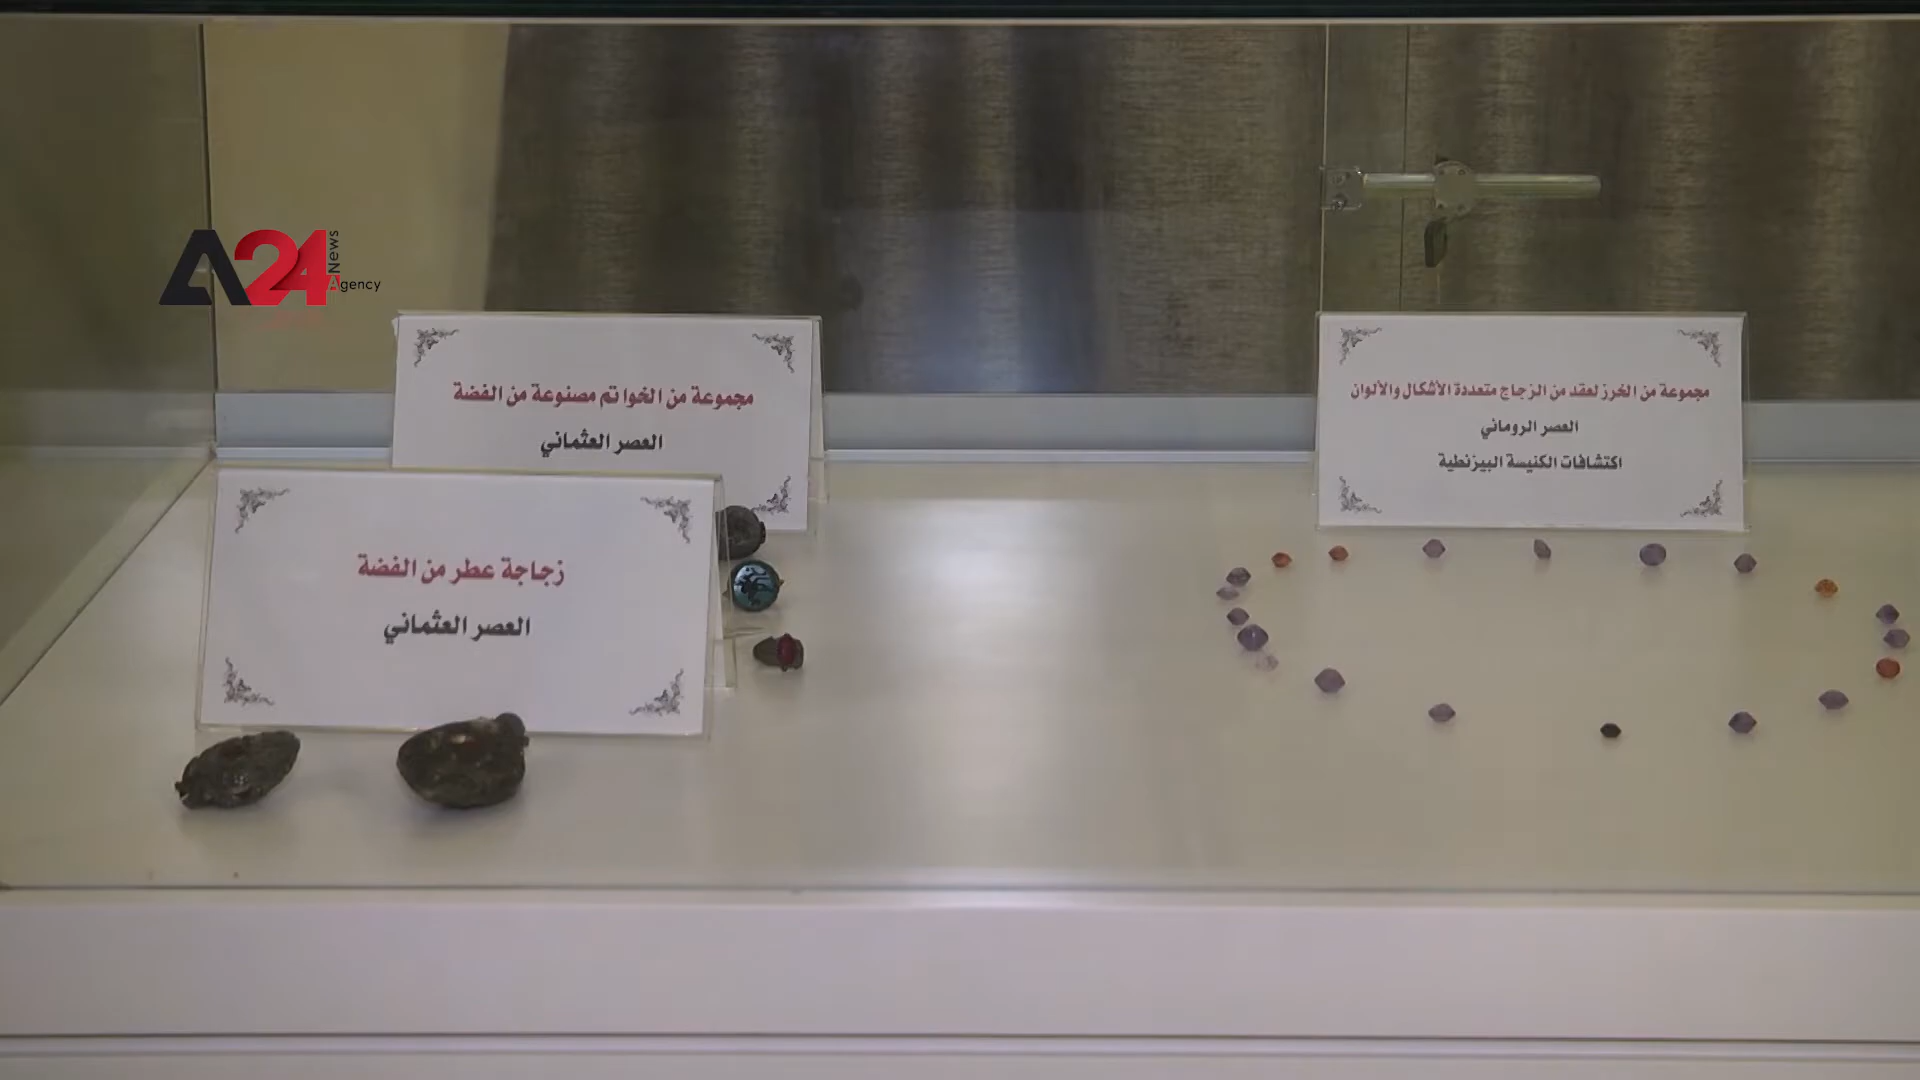 A24 News Agency
مجموعة من الخواتم مصنوعة من الفضة
العصر العثماني
زجاجة عطر من الفضة
العصر العثماني
مجموعة من الخرز لعقد من الزجاج متعددة الأشكال والألوان
العصر الروماني
اكتشافات الكنيسة البيزنطية